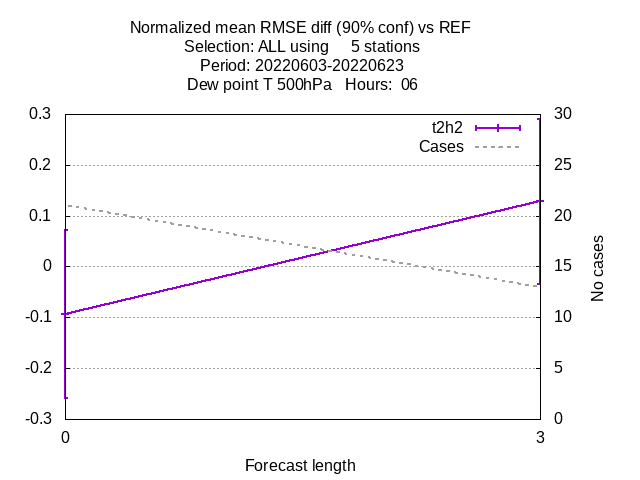 Normalized mean RMSE diff (90% conf) vs REF
Selection: ALL using     5 stations
Period: 20220603-20220623
Dew point T 500hPa   Hours:  06
0.3
0.2
0.1
0
-0.1
-0.2
-0.3
t2h2
Cases
30
25
20
15
10
5
0
No cases
0
3
Forecast length